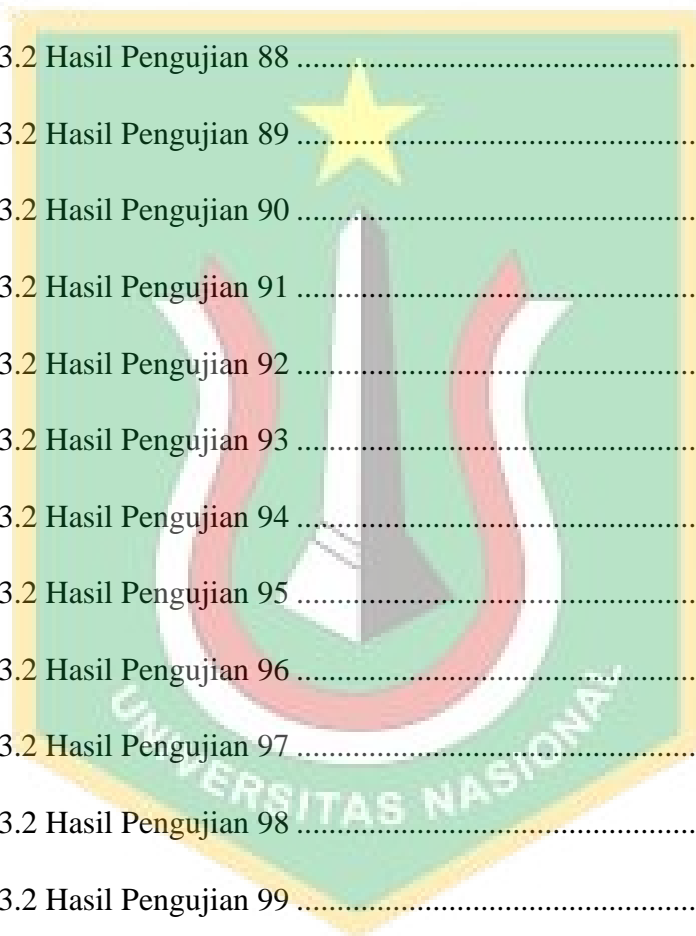 3.2 Hasil Pengujian 88 ........................................................
3.2 Hasil Pengujian 89 ........................................................
3.2 Hasil Pengujian 90 ........................................................
3.2 Hasil Pengujian 91 ........................................................
3.2 Hasil Pengujian 92 ........................................................
3.2 Hasil Pengujian 93 ........................................................
3.2 Hasil Pengujian 94 ........................................................
3.2 Hasil Pengujian 95 ........................................................
3.2 Hasil Pengujian 96 ........................................................
3.2 Hasil Pengujian 97 ........................................................
3.2 Hasil Pengujian 98 ........................................................
3.2 Hasil Pengujian 99 ........................................................
UNIVERSITAS NASIONAL